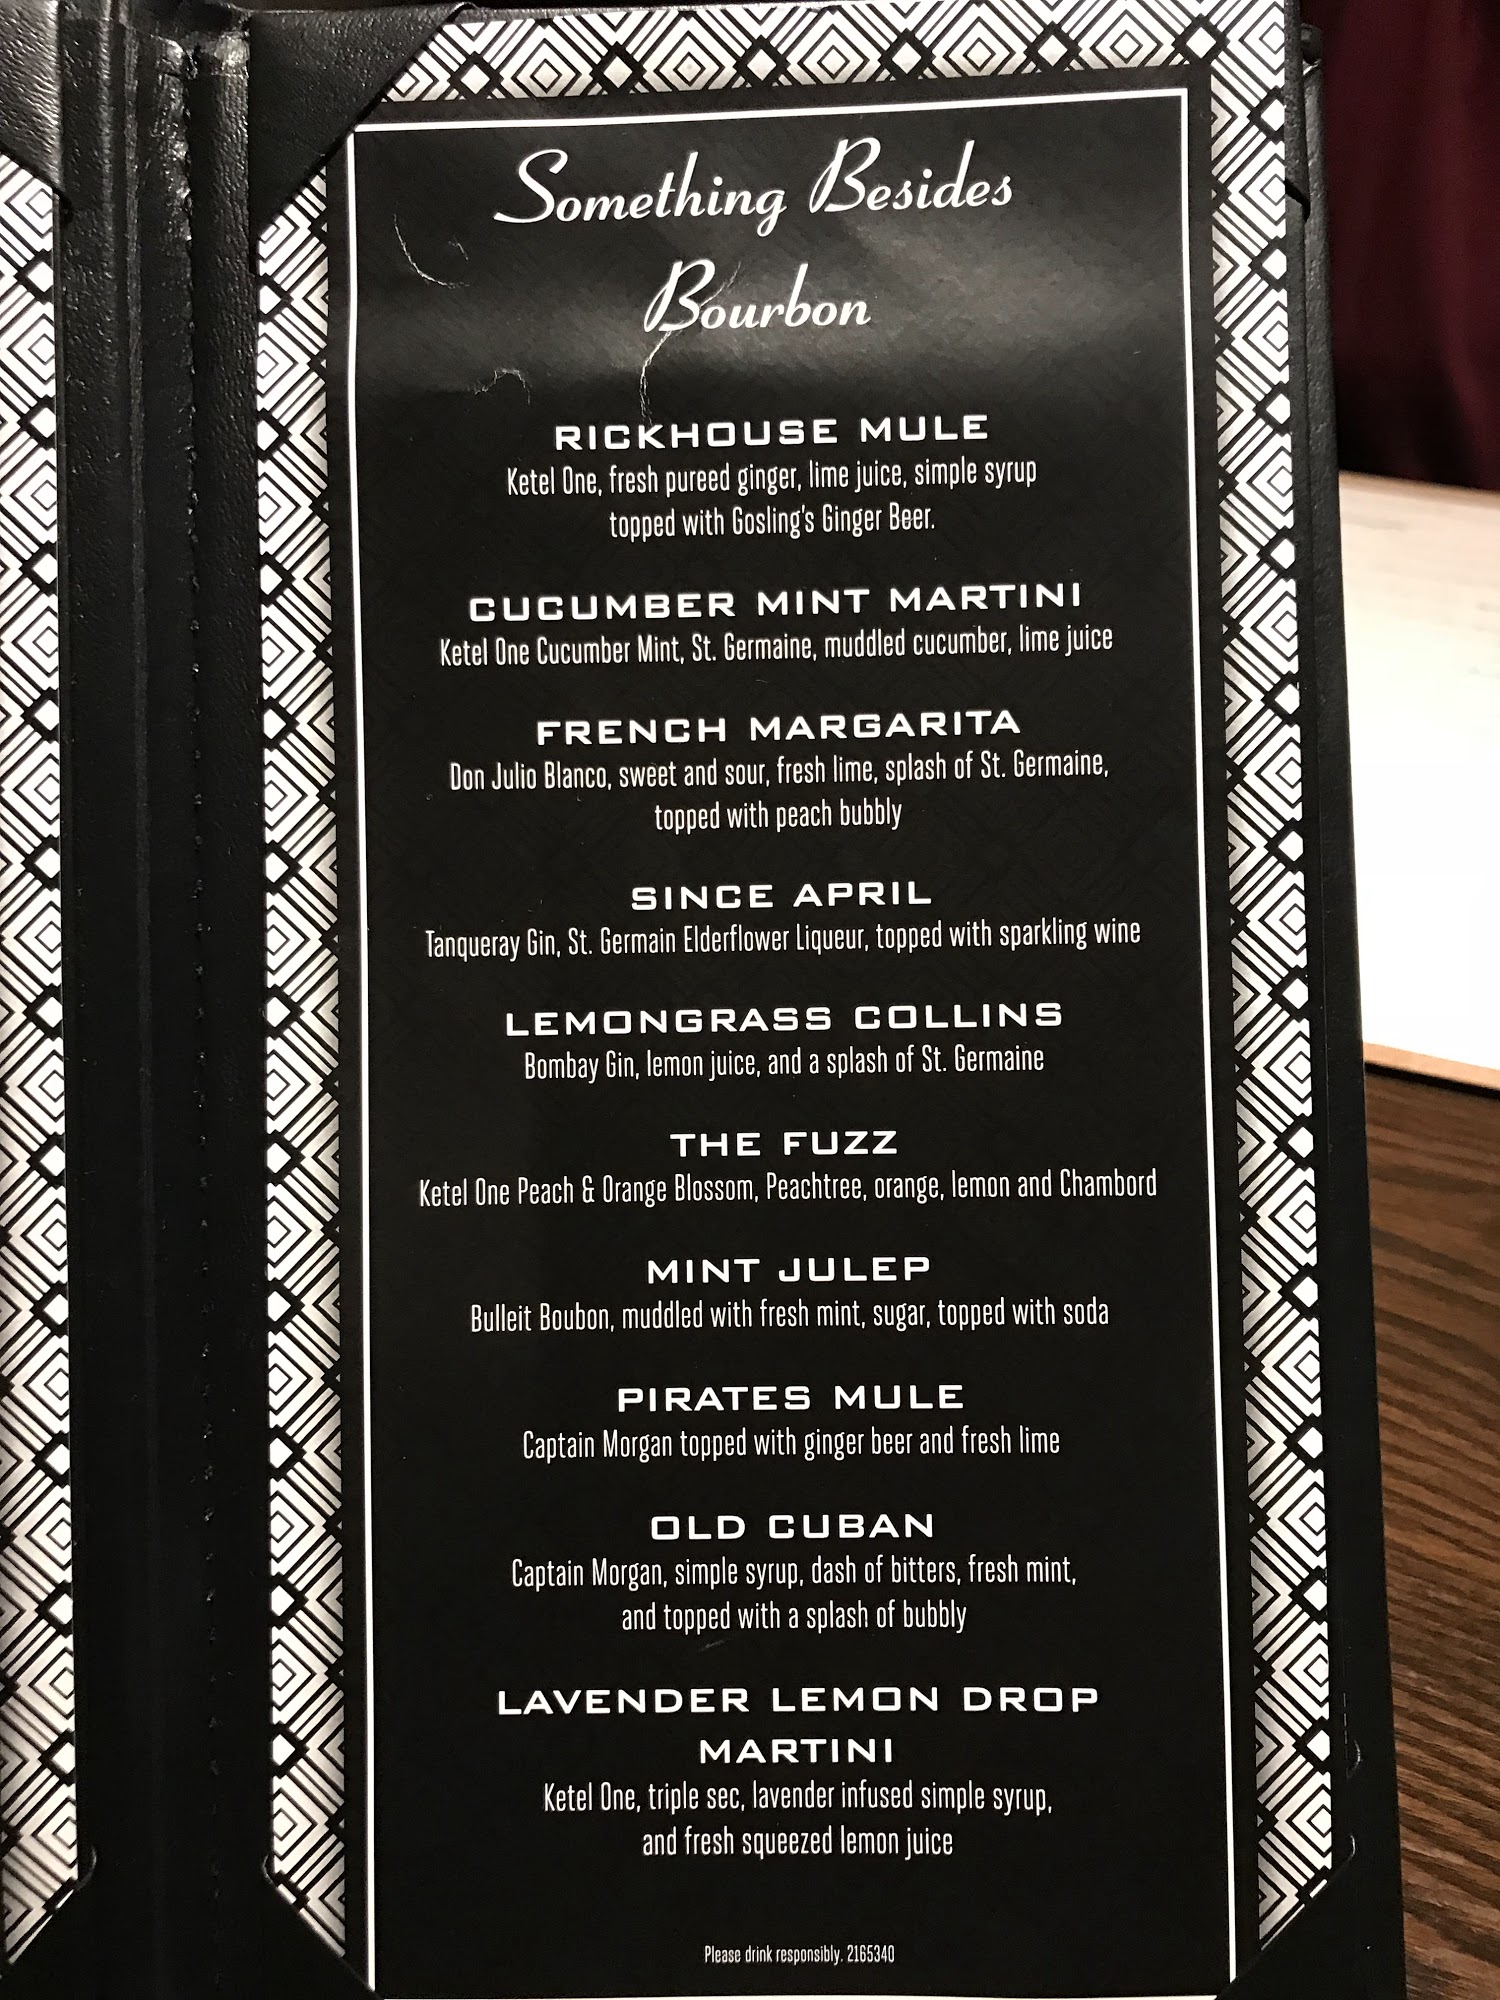 Something Besides
Bourbon
RICKHOUSE MULE
Ketel One, fresh pureed ginger, lime juice, simple syrup
topped with Gosling's Ginger Beer.
CUCUMBER MINT MARTINI
Ketel One Cucumber Mint, St. Germaine, muddled cucumber, lime juice
FRENCH MARGARITA
Don Julio Blanco, sweet and sour, fresh lime, splash of St. Germaine,
topped with peach bubbly
SINCE APRIL
Tanqueray Gin, St. Germain Elderflower Liqueur, topped with sparkling wine
LEMONGRASS COLLINS
Bombay Gin, lemon juice, and a splash of St. Germaine
THE FUZZ
Ketel One Peach & Orange Blossom, Peachtree, orange, lemon and Chambord
MINT JULEP
Bulleit Boubon, muddled with fresh mint, sugar, topped with soda
PIRATES MULE
Captain Morgan topped with ginger beer and fresh lime
OLD CUBAN
Captain Morgan, simple syrup, dash of bitters, fresh mint,
and topped with a splash of bubbly
LAVENDER LEMON DROP
MARTINI
Ketel One, triple sec, lavender infused simple syrup,
and fresh squeezed lemon juice
Please drink responsibly. 2165340